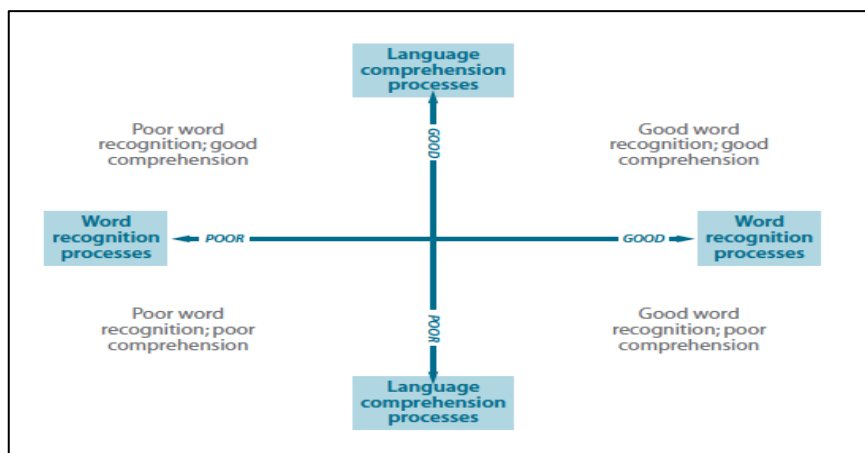 Language
comprehension
processes
GOOD
Poor word
recognition; good
comprehension
Good word
recognition; good
comprehension
Word
recognition
processes
POOR
GOOD
Word
recognition
processes
Poor word
recognition; poor
comprehension
POOR
Good word
recognition; poor
comprehension
Language
comprehension
processes